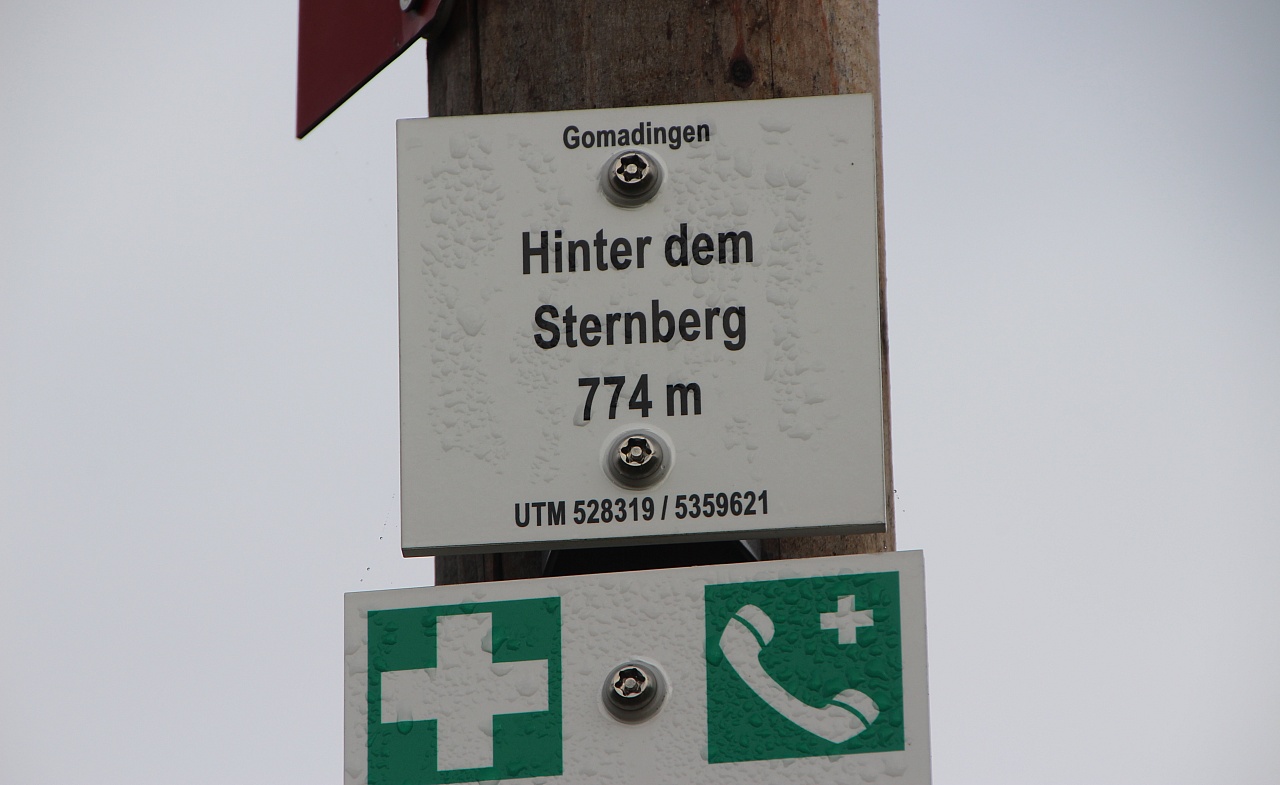 Gomadingen
Hinter dem
Sternberg
774 m
UTM 528319 / 5359621